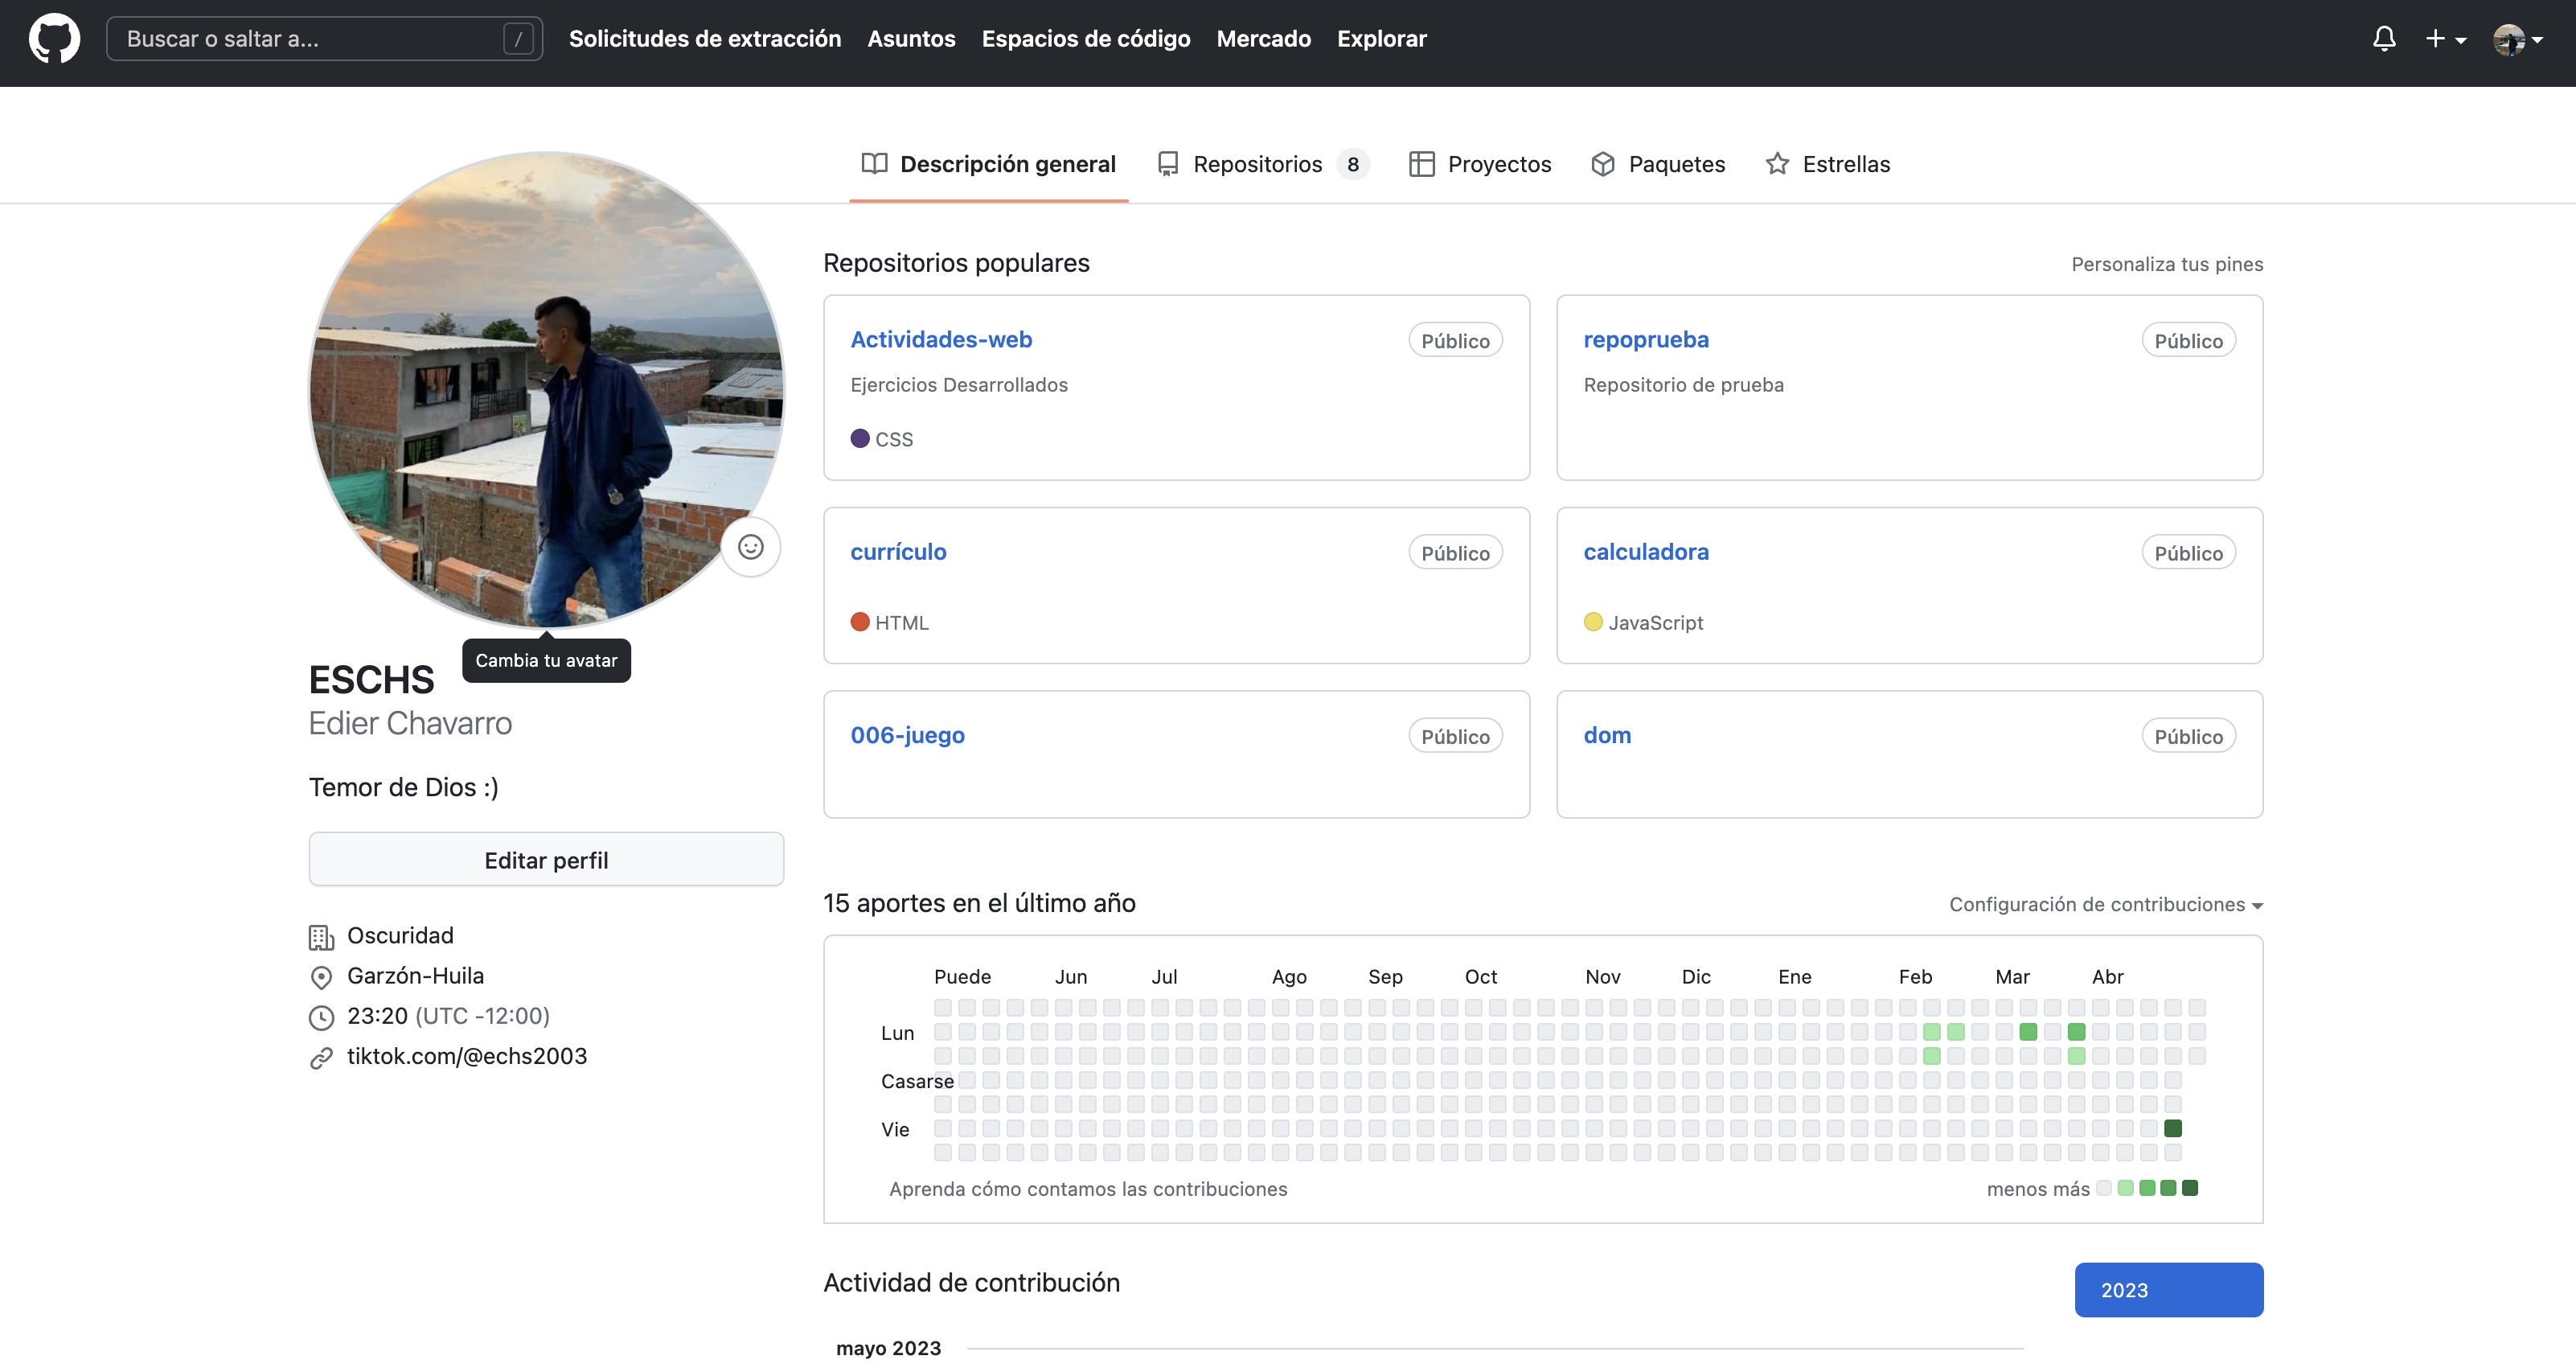 Buscar o saltar a... / Solicitudes de extracción Asuntos Espacios de código Mercado Explorar
Descripción general Repositorios 8 Proyectos Paquetes Estrellas
Cambia tu avatar
ESCHS
Edier Chavarro
Temor de Dios :)
Editar perfil
Oscuridad
Garzón-Huila
23:20 (UTC -12:00)
tiktok.com/@echs2003
Repositorios populares Personaliza tus pines
Actividades-web Público
Ejercicios Desarrollados
CSS
repoprueba Público
Repositorio de prueba
currículo Público
HTML
calculadora Público
JavaScript
006-juego Público
dom Público
15 aportes en el último año Configuración de contribuciones
Puede Jun Jul Ago Sep Oct Nov Dic Ene Feb Mar Abr
Lun
Casarse
Vie
Aprenda cómo contamos las contribuciones menos más
Actividad de contribución 2023
mayo 2023